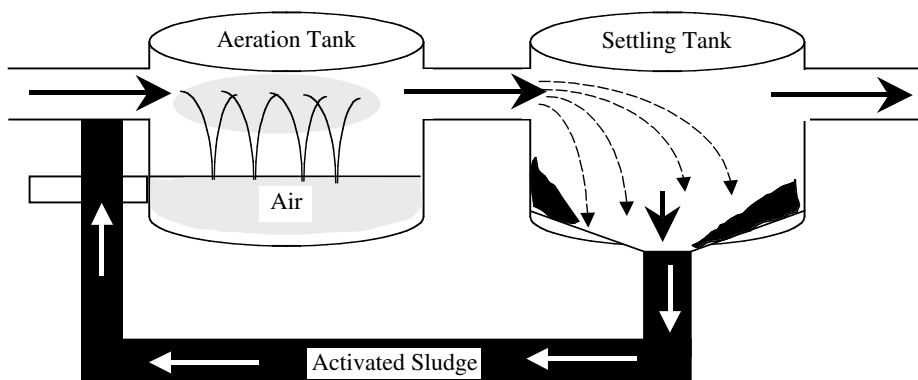 Aeration Tank
Settling Tank
Air
Activated Sludge